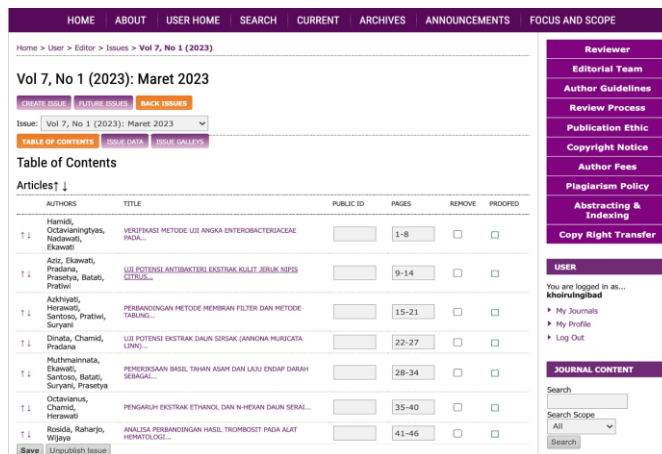 HOME ABOUT USER HOME SEARCH CURRENT ARCHIVES ANNOUNCEMENTS FOCUS AND SCOPE
Home > User > Editor > Issues > Vol 7, No 1 (2023)
Vol 7, No 1 (2023): Maret 2023
CREATE ISSUE FUTURE ISSUES BACK ISSUES
Issue: Vol 7, No 1 (2023): Maret 2023
TABLE OF CONTENTS ISSUE DATA ISSUE GALLEYS
Table of Contents
Articles↑ ↓
AUTHORS TITLE PUBLIC ID PAGES REMOVE PROOFED
↑ ↓ Hamidi, Octavianingtyas, Nadawati, Ekawati VERIFIKASI METODE UJI ANGKA ENTEROBACTERIACEAE PADA... 1-8
↑ ↓ Aziz, Ekawati, Pradana, Prasetya, Batati, Pratiwi UJI POTENSI ANTIBAKTERI EKSTRAK KULIT JERUK NIPIS CITRUS... 9-14
↑ ↓ Azkhiyati, Herawati, Santoso, Pratiwi, Suryani PERBANDINGAN METODE MEMBRAN FILTER DAN METODE TABUNG... 15-21
↑ ↓ Dinata, Chamid, Pradana UJI POTENSI EKSTRAK DAUN SIRSAK (ANNONA MURICATA LINN)... 22-27
↑ ↓ Muthmainnata, Ekawati, Santoso, Batati, Suryani, Prasetya PEMERIKSAAN BASIL TAHAN ASAM DAN LAJU ENDAP DARAH SEBAGAI... 28-34
↑ ↓ Octavianus, Chamid, Herawati PENGARUH EKSTRAK ETHANOL DAN N-HEXAN DAUN SERAI... 35-40
↑ ↓ Rosida, Raharjo, Wijaya ANALISA PERBANDINGAN HASIL TROMBOSIT PADA ALAT HEMATOLOGI... 41-46
Save Unpublish Issue
Reviewer
Editorial Team
Author Guidelines
Review Process
Publication Ethic
Copyright Notice
Author Fees
Plagiarism Policy
Abstracting &
Indexing
Copy Right Transfer
USER
You are logged in as...
khoirulngibad
My Journals
My Profile
Log Out
JOURNAL CONTENT
Search
Search Scope
All
Search